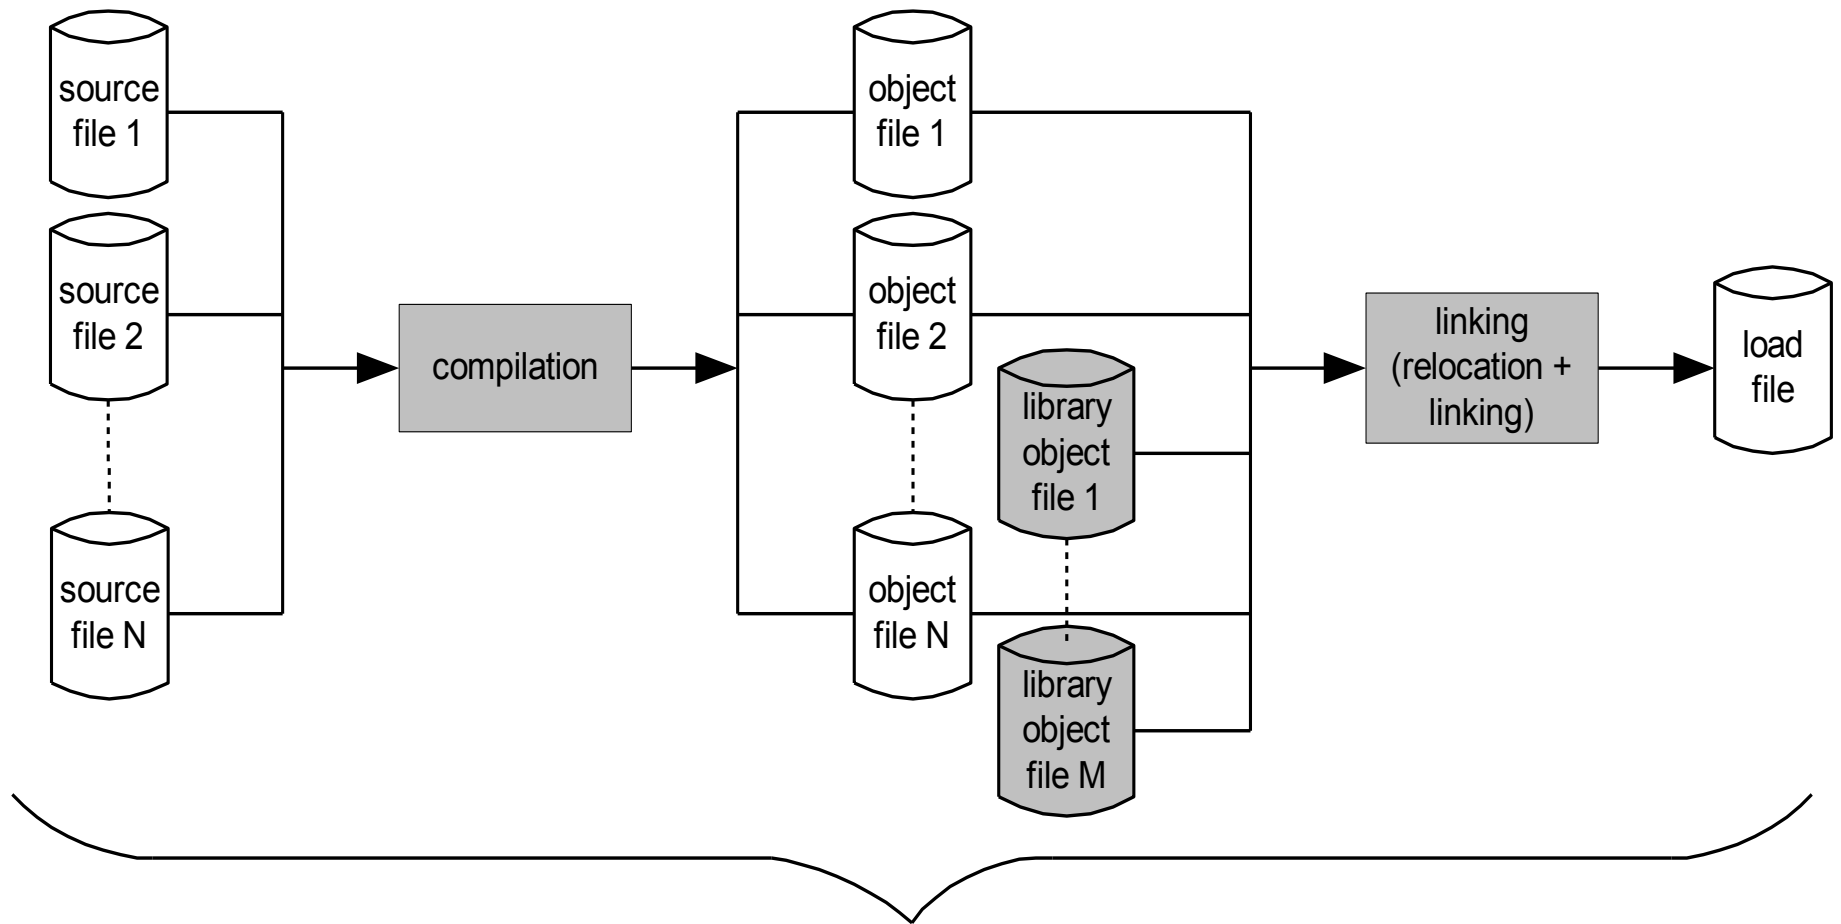 source
file 1
source
file 2
source
file N
compilation
object
file 1
object
file 2
object
file N
library
object
file 1
library
object
file M
linking
(relocation +
linking)
load
file